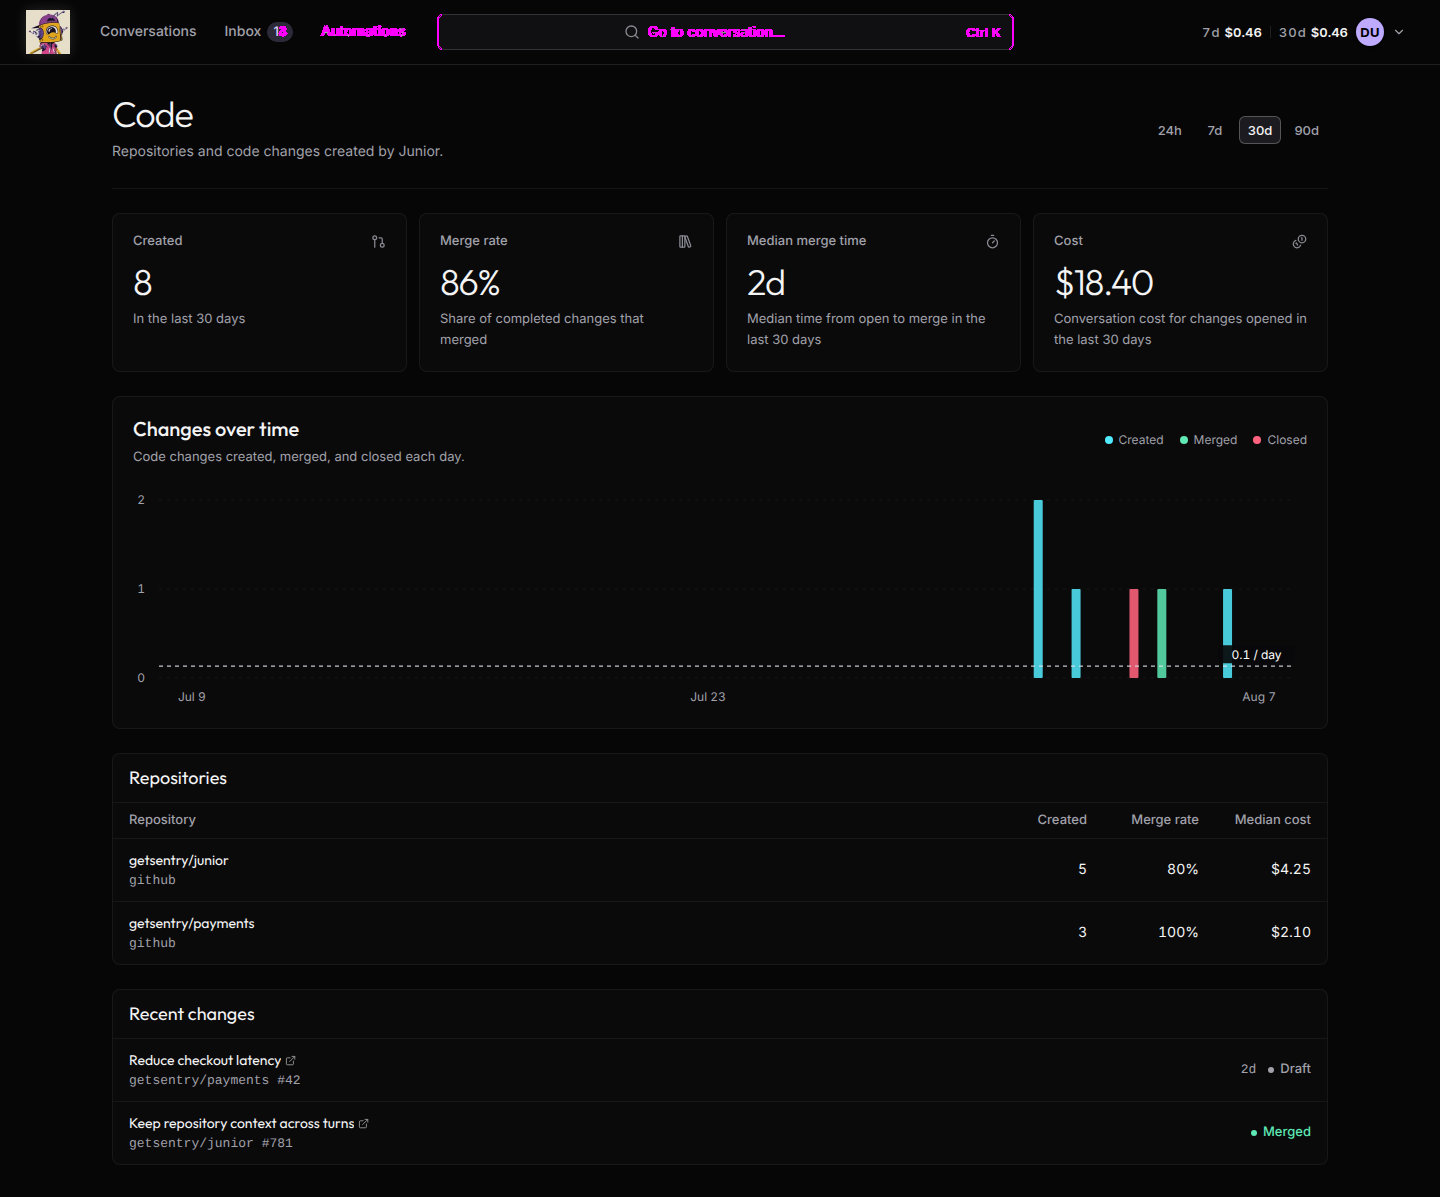 Conversations
Inbox
Automations
Go to conversation...
Ctrl K
7d $0.46
30d $0.46
DU
Code
Repositories and code changes created by Junior.
24h
7d
30d
90d
Created
8
In the last 30 days
Merge rate
86%
Share of completed changes that
merged
Median merge time
2d
Median time from open to merge in the
last 30 days
Cost
$18.40
Conversation cost for changes opened in
the last 30 days
Changes over time
Code changes created, merged, and closed each day.
Created
Merged
Closed
2
1
0
0.1 / day
Jul 9
Jul 23
Aug 7
Repositories
Repository
Created
Merge rate
Median cost
getsentry/junior
github
5
80%
$4.25
getsentry/payments
github
3
100%
$2.10
Recent changes
Reduce checkout latency
getsentry/payments #42
2d
Draft
Keep repository context across turns
getsentry/junior #781
Merged